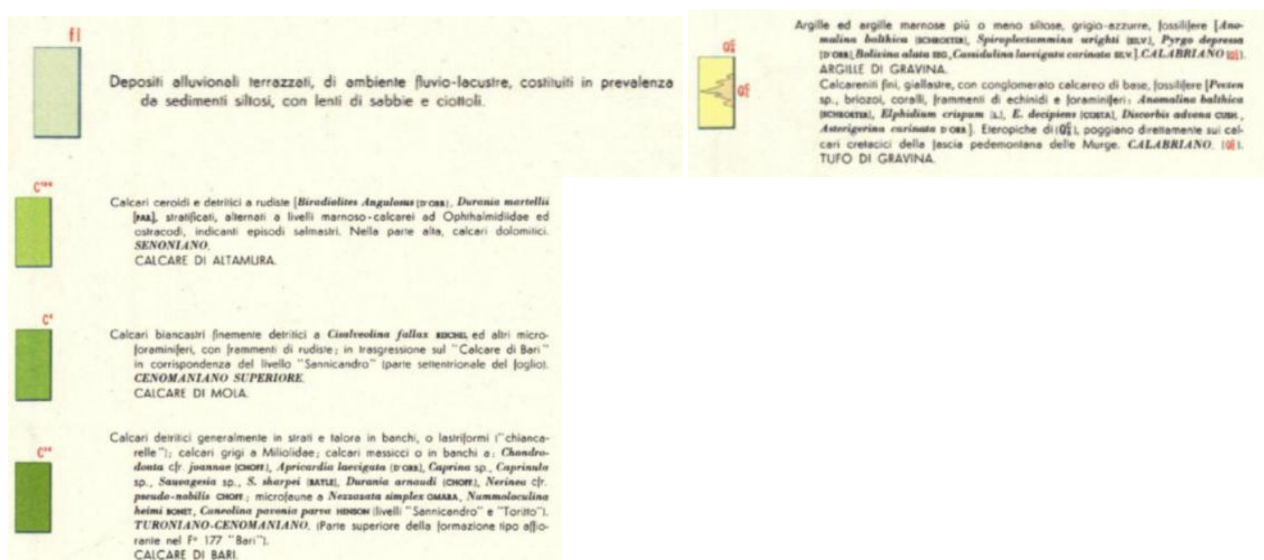 fl
Depositi alluvionali terrazzati, di ambiente fluvio-lacustre, costituiti in prevalenza
da sedimenti siltosi, con lenti di sabbie e ciottoli.
Argille ed argille marnose più o meno siltose, grigio-azzurre, fossilifere [Ano-
malina balthica (SCHROETER), Spiroplectammina wrighti (SILV.), Pyrgo depressa
(D'ORB.), Bolivina alata SEG., Cassidulina laevigata carinata SILV.]. CALABRIANO
ARGILLE DI GRAVINA.
Calcareniti fini, giallastre, con conglomerato calcareo di base, fossilifere [Pecten
sp., briozoi, coralli, frammenti di echinidi e foraminiferi: Anomalina balthica
(SCHROETER), Elphidium crispum (L.), E. decipiens (COSTA), Discorbis advena CUSH.,
Asterigerina carinata D'ORB.]. Eteropiche di poggiano direttamente sui cal-
cari cretacici della fascia pedemontana delle Murge. CALABRIANO.
TUFO DI GRAVINA.
Calcari ceroidi e detritici a rudiste [Biradiolites Angulosus (D'ORB.), Durania martellii
(PAR.)], stratificati, alternati a livelli marnoso-calcarei ad Ophthalmidiidae ed
ostracodi, indicanti episodi salmastri. Nella parte alta, calcari dolomitici.
SENONIANO.
CALCARE DI ALTAMURA.
Calcari biancastri finemente detritici a Cisalveolina fallax REICHEL ed altri micro-
foraminiferi, con frammenti di rudiste; in trasgressione sul "Calcare di Bari"
in corrispondenza del livello "Sannicandro" (parte settentrionale del foglio).
CENOMANIANO SUPERIORE.
CALCARE DI MOLA.
Calcari detritici generalmente in strati e talora in banchi, o lastriformi ("chianca-
relle"); calcari grigi a Miliolidae; calcari massicci o in banchi a: Chondro-
donta cfr. joannae (CHOFF.), Apricardia laevigata (D'ORB.), Caprina sp., Caprinula
sp., Sauvagesia sp., S. sharpei (BAYLE), Durania arnaudi (CHOFF.), Nerinea cfr.
pseudo-nobilis CHOFF.; microfaune a Nezzazata simplex OMARA, Nummoloculina
heimi BONET, Cuneolina pavonia parva HENSON (livelli "Sannicandro" e "Toritto").
TURONIANO-CENOMANIANO. (Parte superiore della formazione tipo affio-
rante nel F° 177 "Bari").
CALCARE DI BARI.